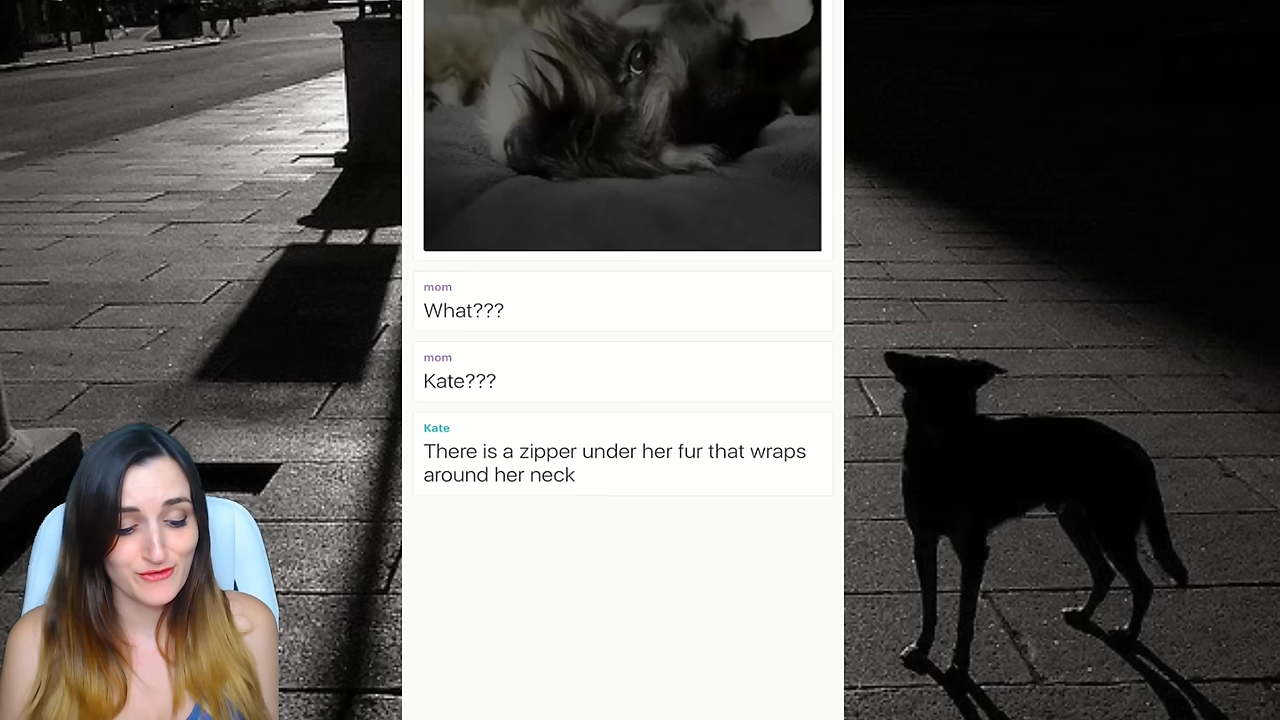 mom
What???
mom
Kate???
Kate
There is a zipper under her fur that wraps
around her neck